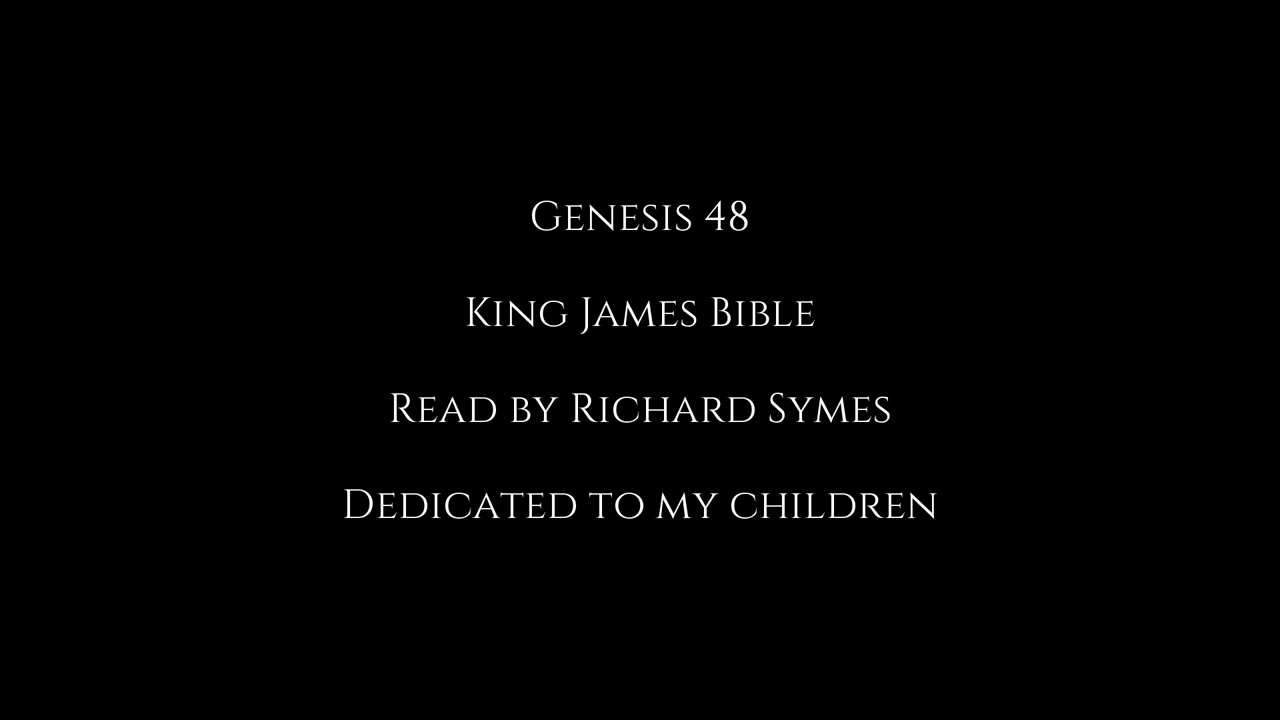 Genesis 48
King James Bible
Read by Richard Symes
Dedicated to my children